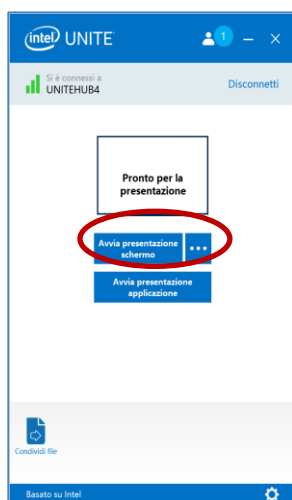 intel UNITE
1
Si è connessi a
UNITEHUB4
Disconnetti
Pronto per la
presentazione
Avvia presentazione
schermo
...
Avvia presentazione
applicazione
Condividi file
Basato su Intel